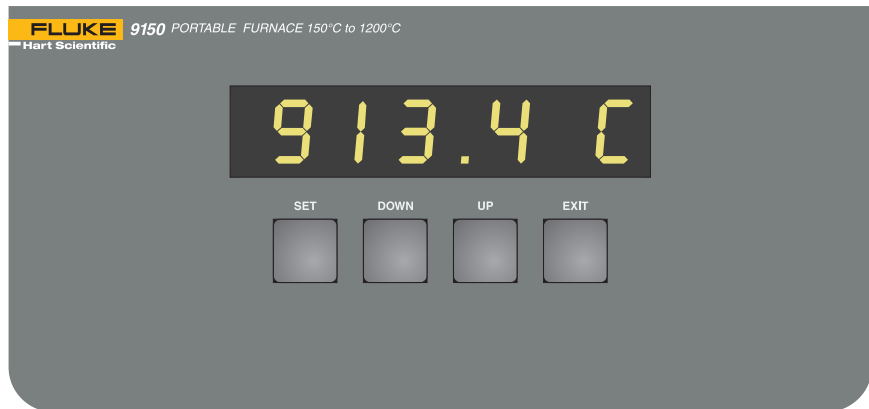 FLUKE 9150 PORTABLE FURNACE 150°C to 1200°C
Hart Scientific
913.4 C
SET DOWN UP EXIT